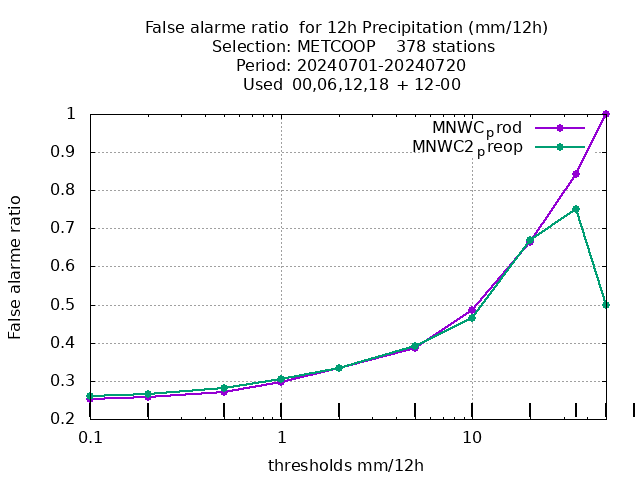 False alarme ratio  for 12h Precipitation (mm/12h)
Selection: METCOOP    378 stations
Period: 20240701-20240720
Used  00,06,12,18 + 12-00
MNWCprod
MNWC2preop
1
0.9
0.8
0.7
0.6
0.5
0.4
0.3
0.2
False alarme ratio
0.1 1 10
thresholds mm/12h